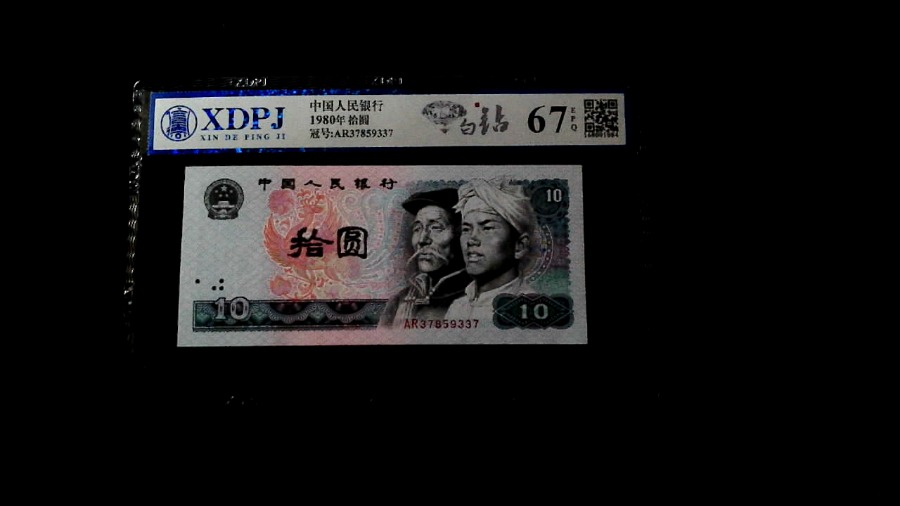 XDPJ
XIN DE PING JI
中国人民银行
1980年 拾圆
冠号:AR37859337
白钻
67
EPQ
中国人民银行
10
拾圆
10
AR37859337
10